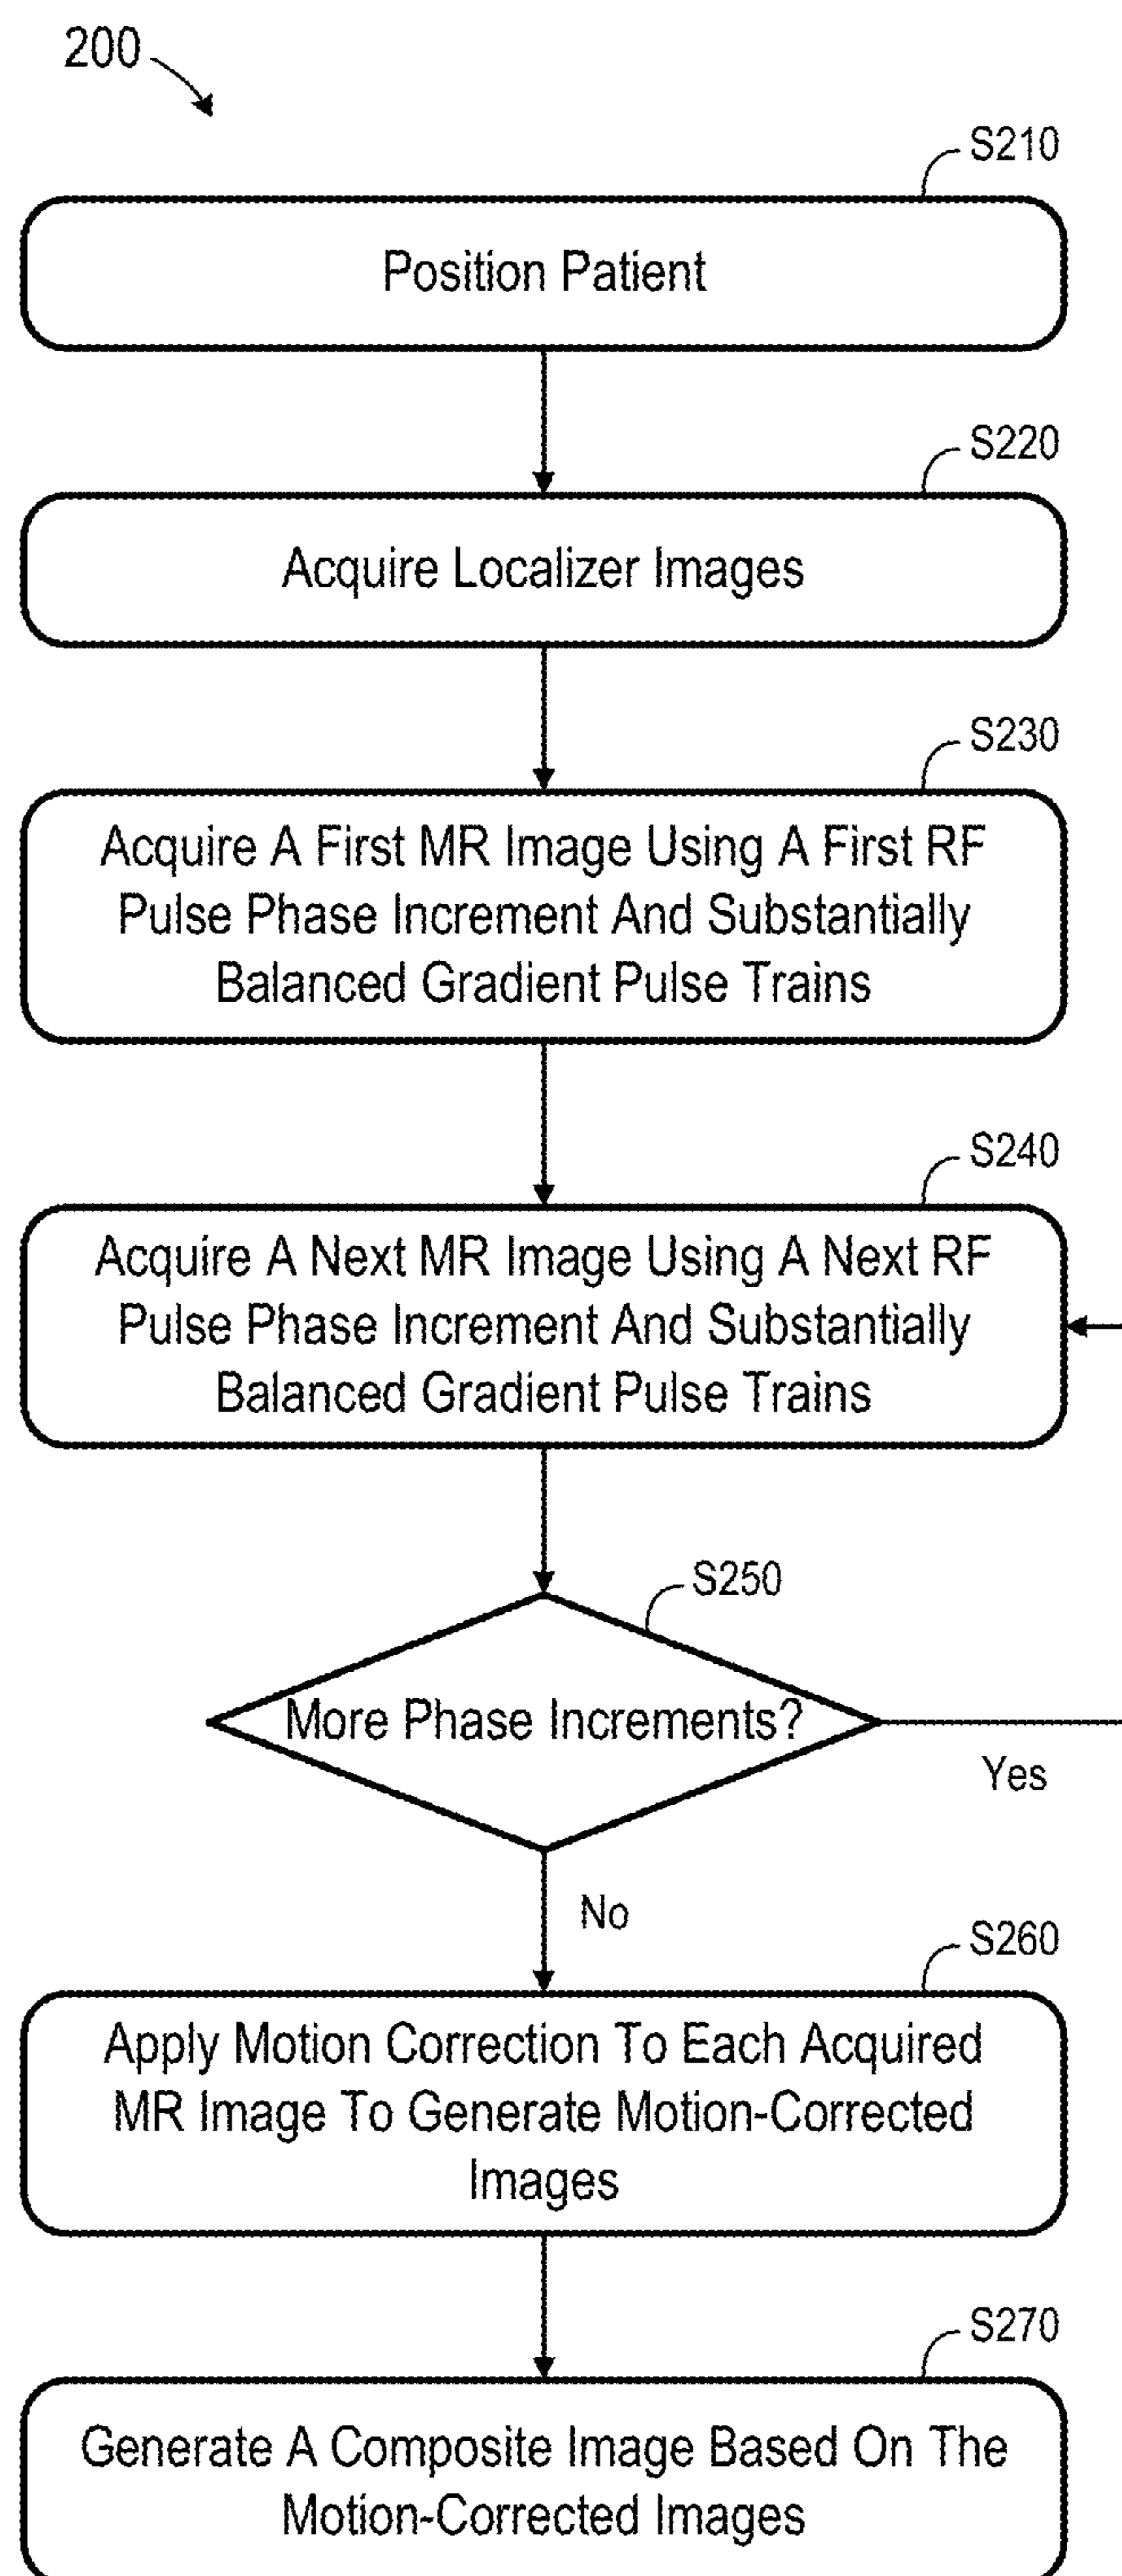 200
S210
Position Patient
S220
Acquire Localizer Images
S230
Acquire A First MR Image Using A First RF
Pulse Phase Increment And Substantially
Balanced Gradient Pulse Trains
S240
Acquire A Next MR Image Using A Next RF
Pulse Phase Increment And Substantially
Balanced Gradient Pulse Trains
S250
More Phase Increments?
Yes
No
S260
Apply Motion Correction To Each Acquired
MR Image To Generate Motion-Corrected
Images
S270
Generate A Composite Image Based On The
Motion-Corrected Images